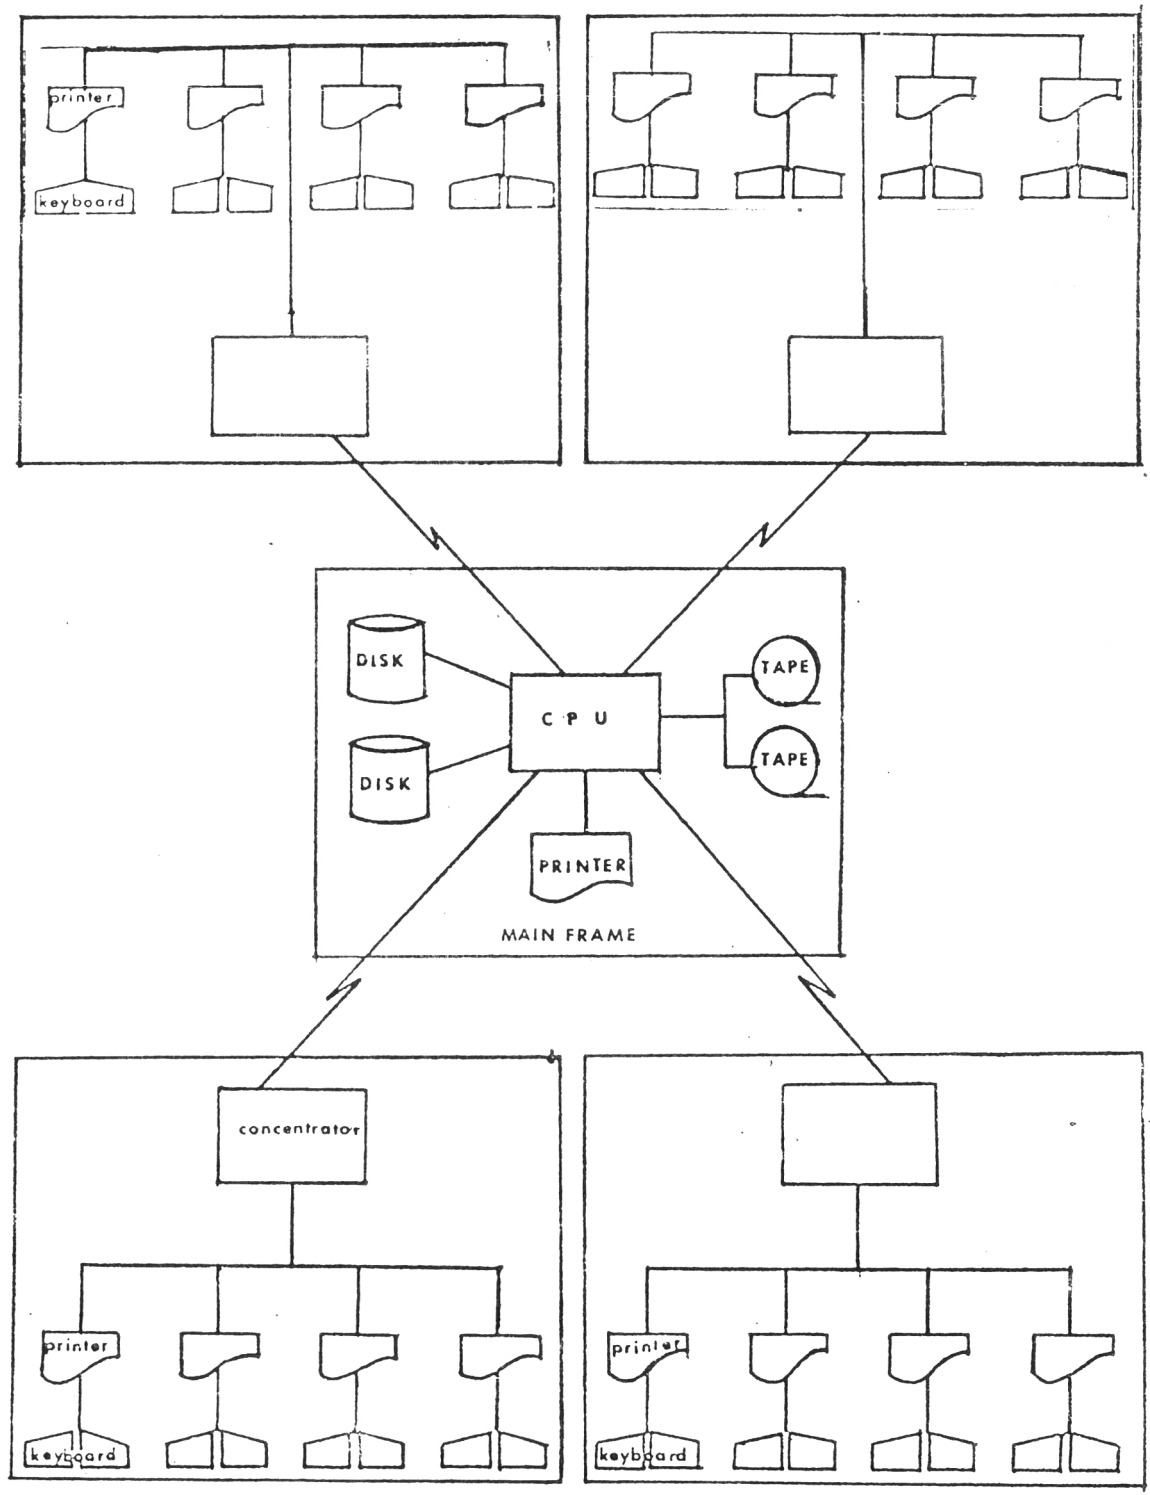 printer
keyboard
DISK
TAPE
CPU
DISK
TAPE
PRINTER
MAIN FRAME
concentrator
printer
printer
keyboard
keyboard